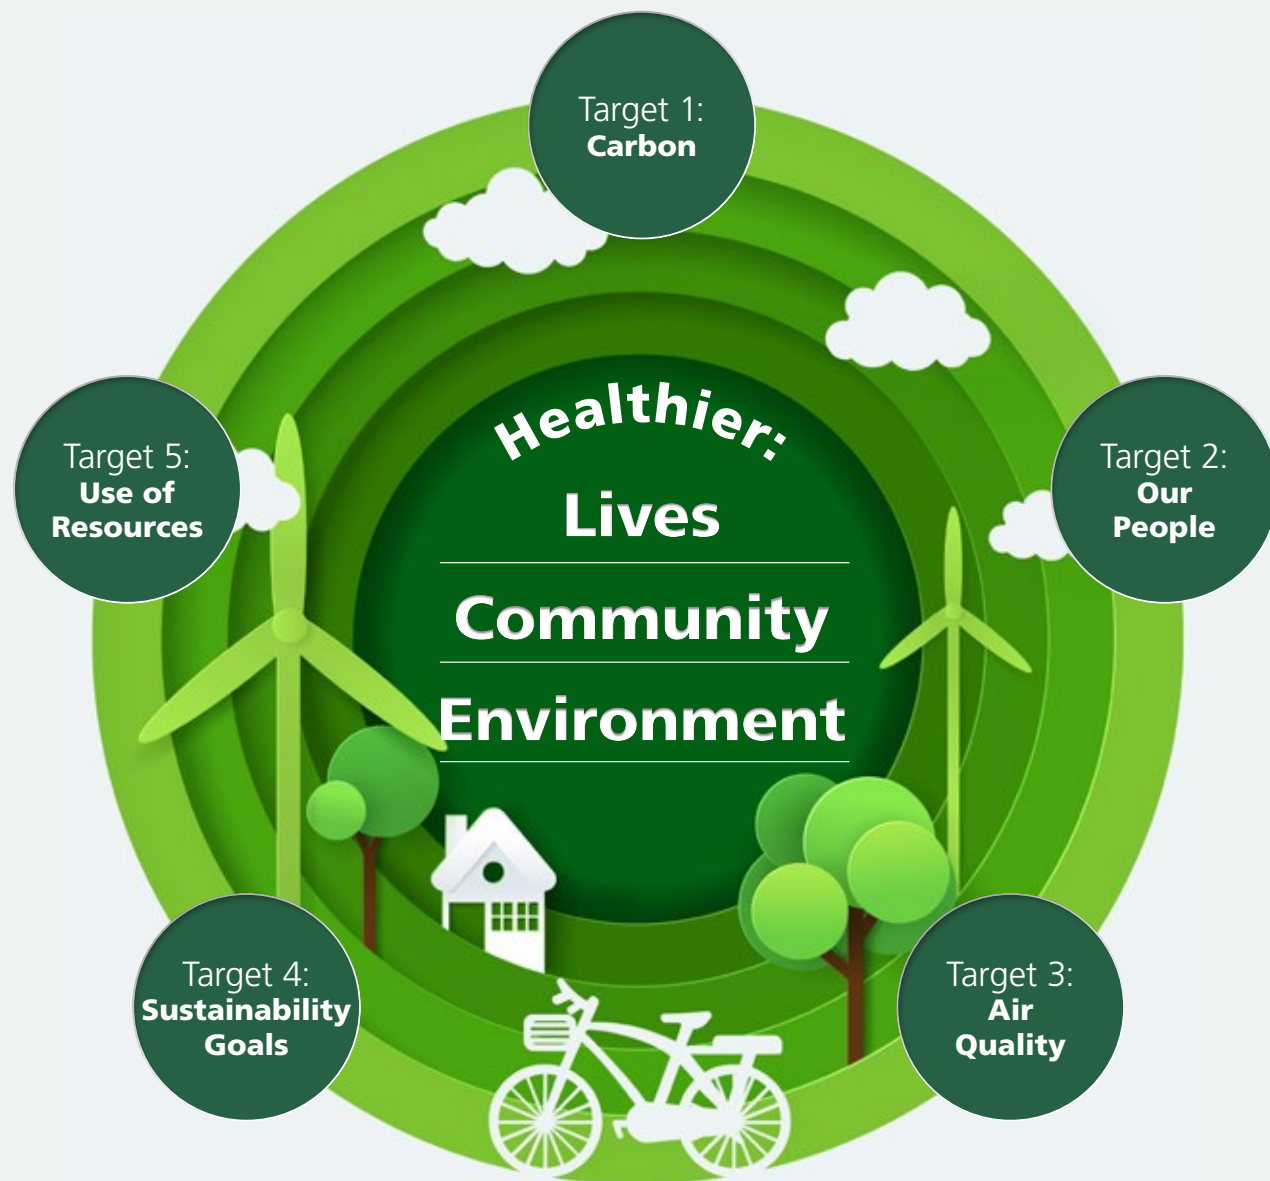 Target 1:
Carbon
Healthier:
Lives
Community
Environment
Target 2:
Our
People
Target 3:
Air
Quality
Target 4:
Sustainability
Goals
Target 5:
Use of
Resources